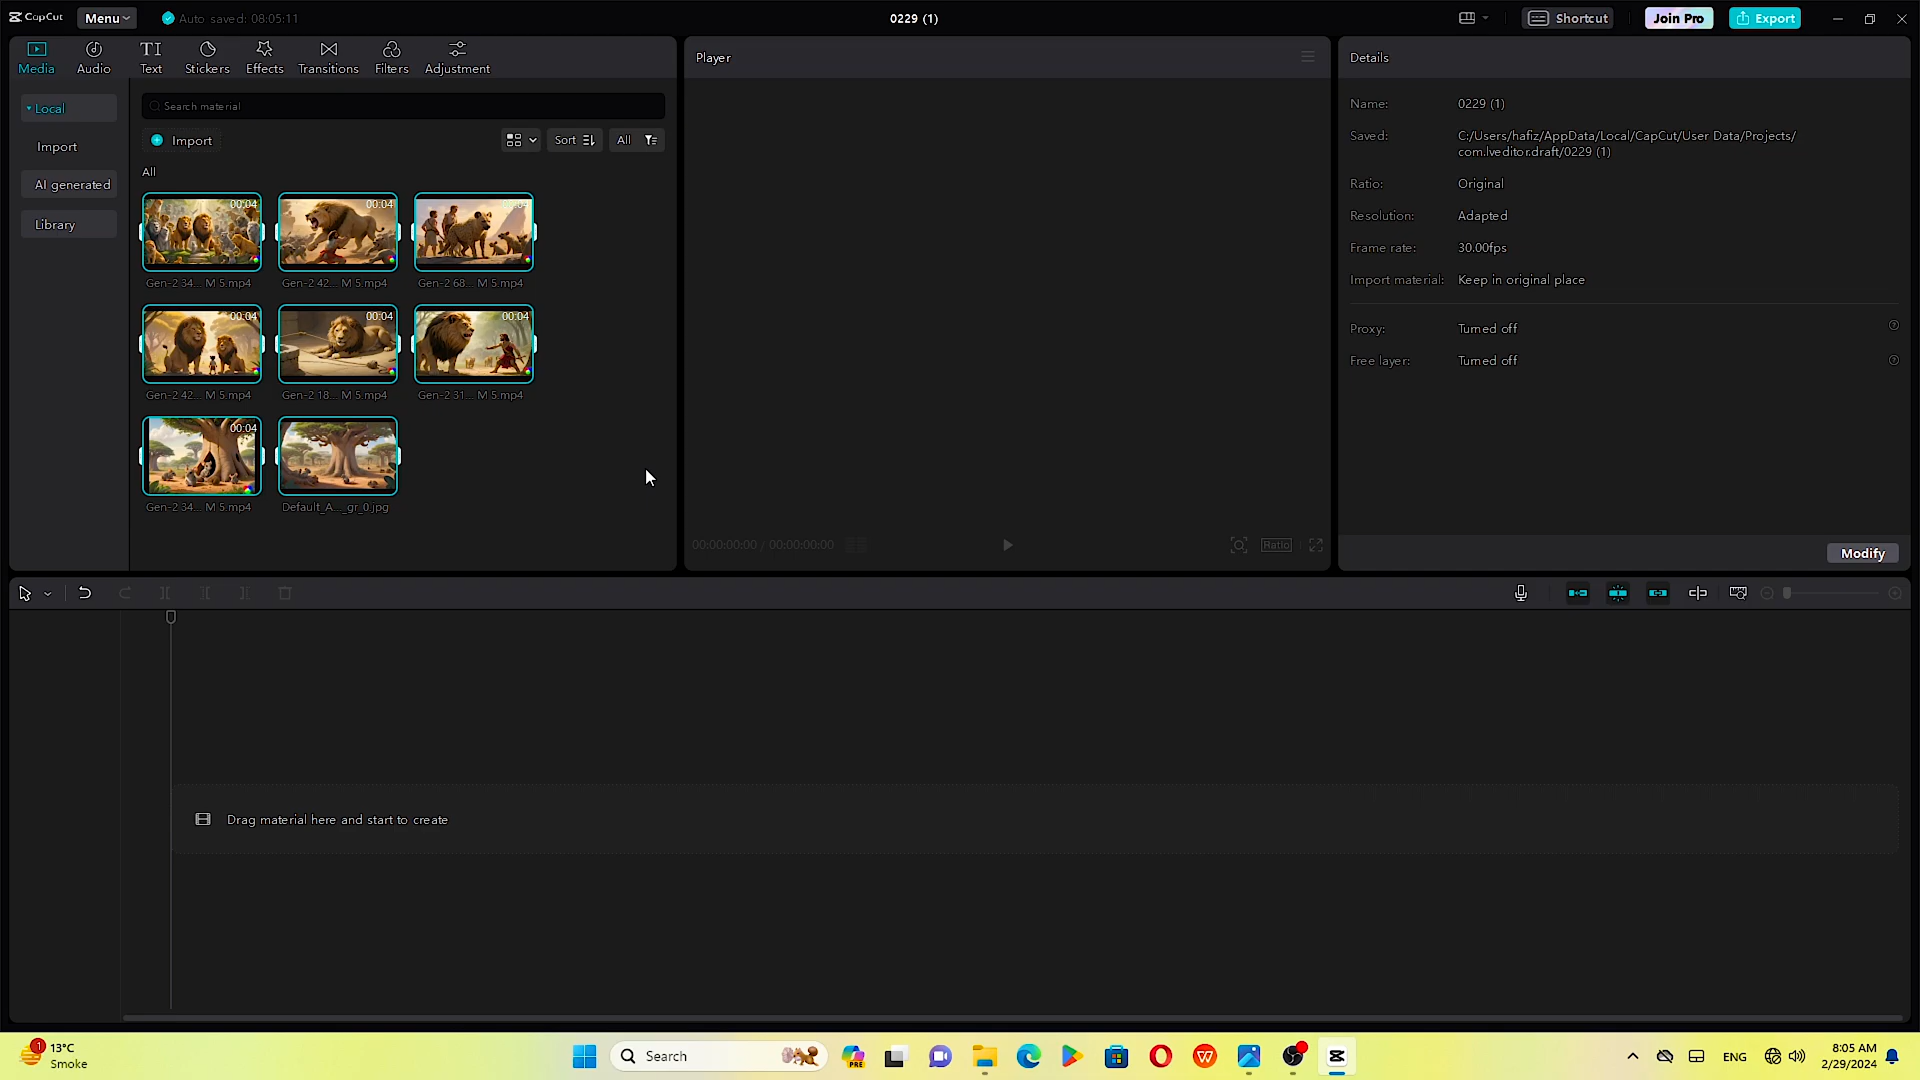 CapCut
Menu
Auto saved: 08:05:11
0229 (1)
Shortcut
Join Pro
Export
Media
Audio
Text
Stickers
Effects
Transitions
Filters
Adjustment
Local
Import
AI generated
Library
Search material
Import
Sort
All
All
00:04
00:04
00:04
Gen-2 34... M 5.mp4
Gen-2 42... M 5.mp4
Gen-2 68... M 5.mp4
00:04
00:04
00:04
Gen-2 42... M 5.mp4
Gen-2 18... M 5.mp4
Gen-2 31... M 5.mp4
00:04
Gen-2 34... M 5.mp4
Default_A..._gr_0.jpg
Player
00:00:00:00 / 00:00:00:00
Ratio
Details
Name: 0229 (1)
Saved: C:/Users/hafiz/AppData/Local/CapCut/User Data/Projects/
com.lveditor.draft/0229 (1)
Ratio: Original
Resolution: Adapted
Frame rate: 30.00fps
Import material: Keep in original place
Proxy: Turned off
Free layer: Turned off
Modify
Drag material here and start to create
1
13°C
Smoke
Search
PRE
ENG
8:05 AM
2/29/2024